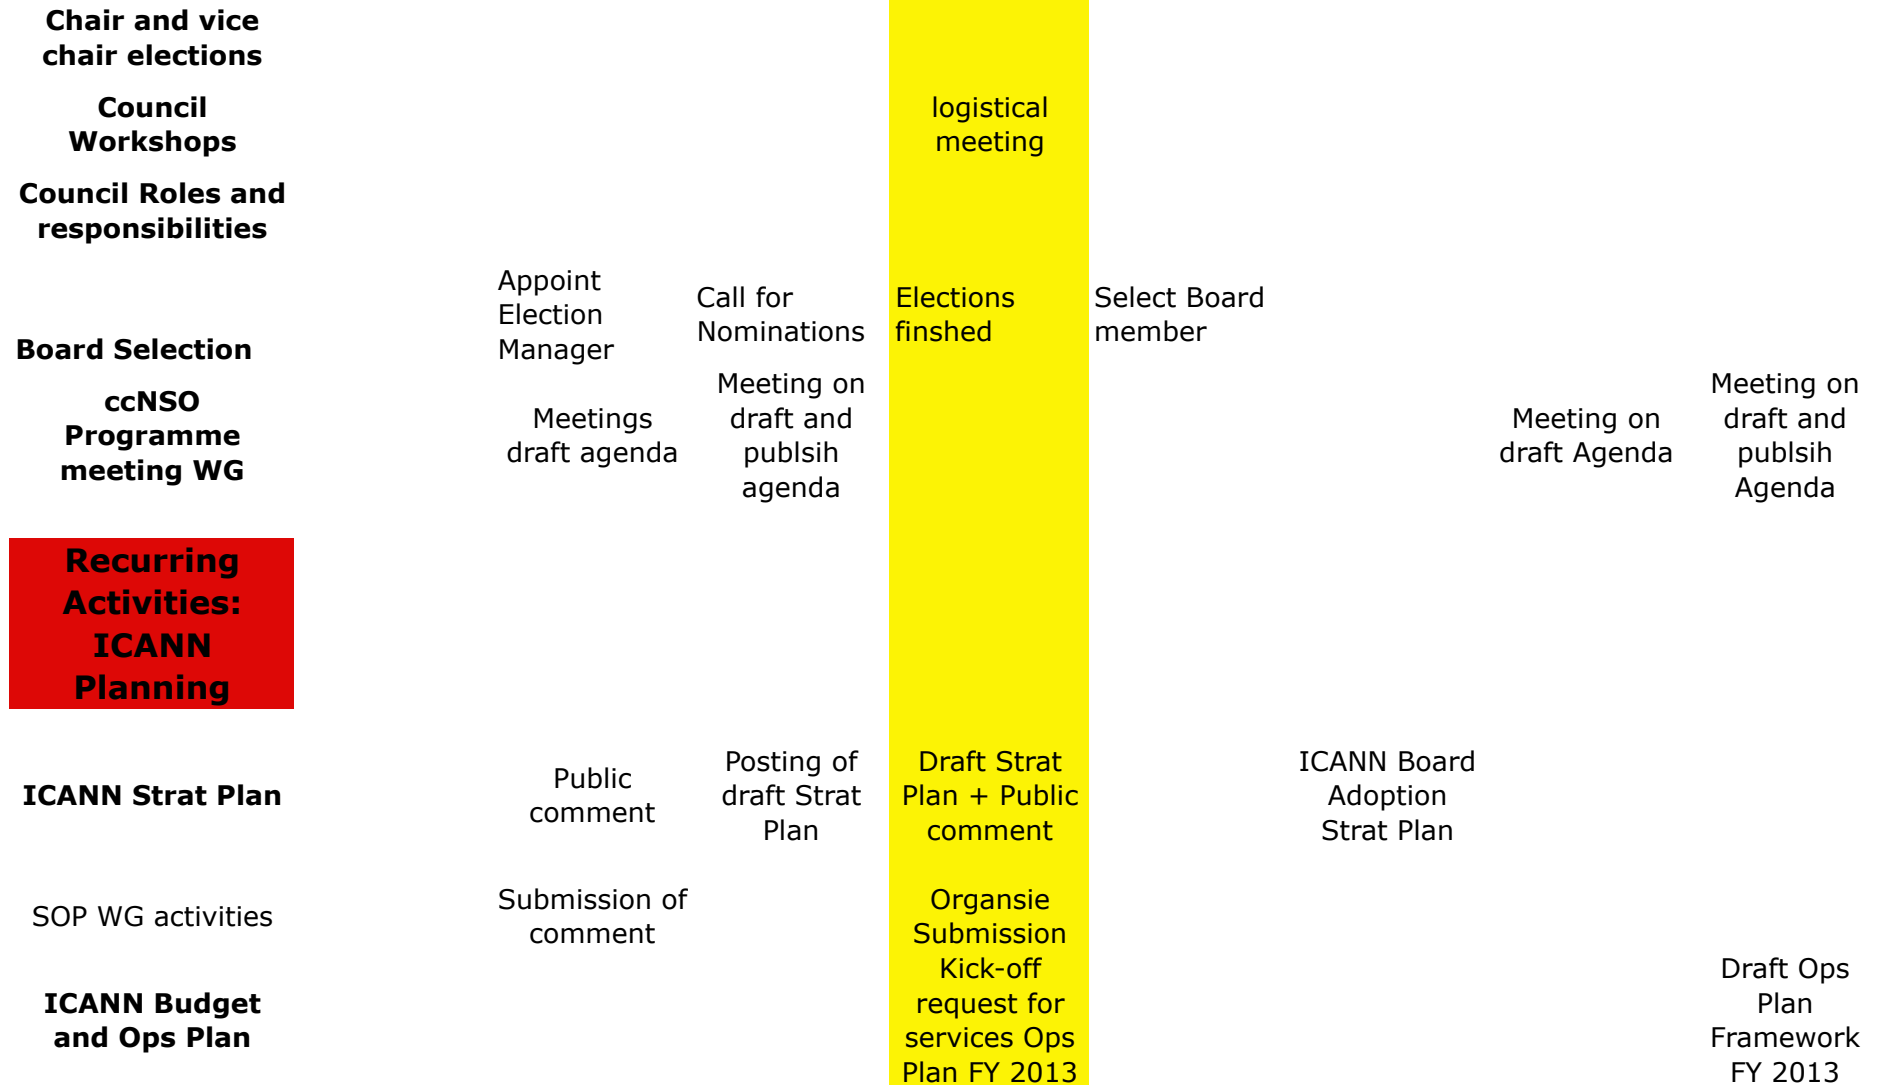 Chair and vice
chair elections
Council
Workshops
logistical
meeting
Council Roles and
responsibilities
Board Selection
Appoint
Election
Manager
Call for
Nominations
Elections
finshed
Select Board
member
ccNSO
Programme
meeting WG
Meetings
draft agenda
Meeting on
draft and
publsih
agenda
Meeting on
draft Agenda
Meeting on
draft and
publsih
Agenda
Recurring
Activities:
ICANN
Planning
ICANN Strat Plan
Public
comment
Posting of
draft Strat
Plan
Draft Strat
Plan + Public
comment
ICANN Board
Adoption
Strat Plan
SOP WG activities
Submission of
comment
Organsie
Submission
ICANN Budget
and Ops Plan
Kick-off
request for
services Ops
Plan FY 2013
Draft Ops
Plan
Framework
FY 2013